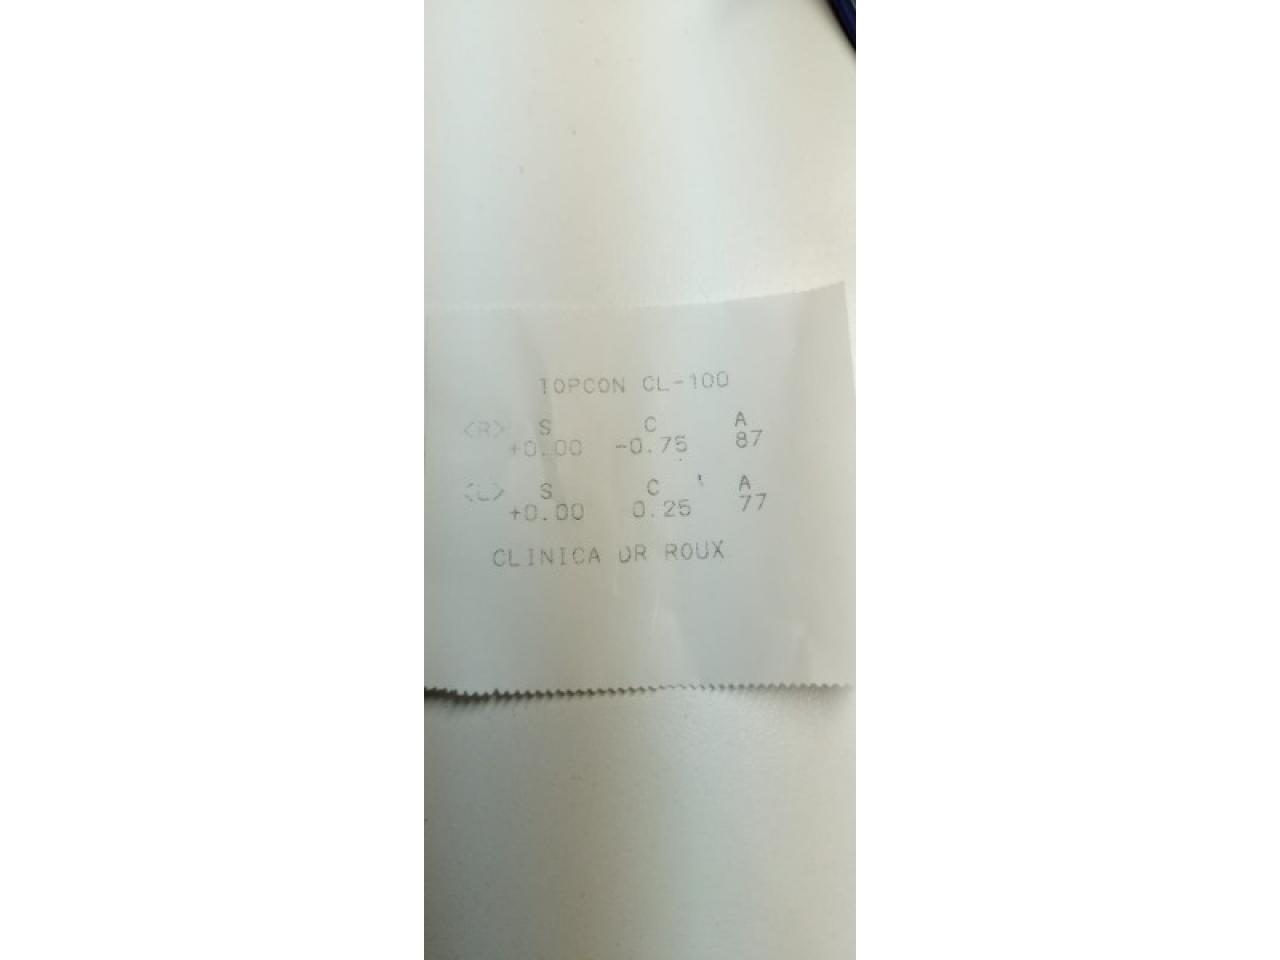 TOPCON CL-100
<R> S C A
+0.00 -0.75 87
<L> S C A
+0.00 0.25 77
CLINICA DR ROUX